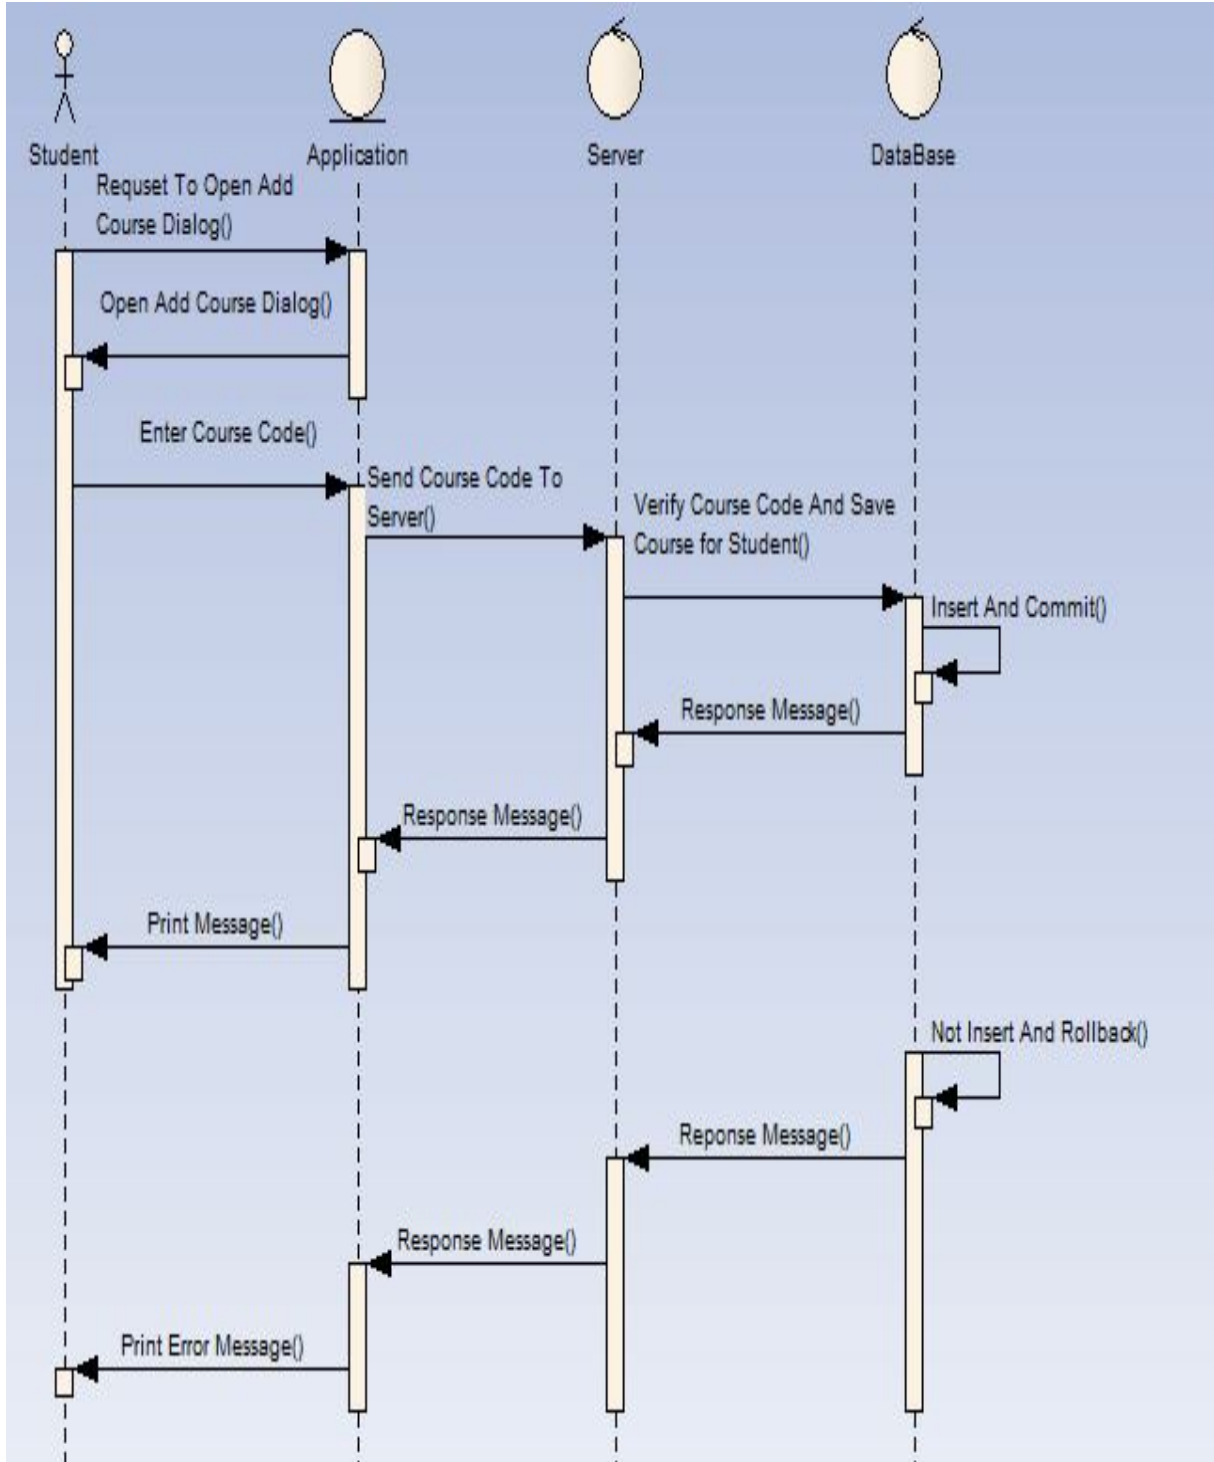 Student
Application
Server
DataBase
Requset To Open Add
Course Dialog()
Open Add Course Dialog()
Enter Course Code()
Send Course Code To
Server()
Verify Course Code And Save
Course for Student()
Insert And Commit()
Response Message()
Response Message()
Print Message()
Not Insert And Rollback()
Reponse Message()
Response Message()
Print Error Message()